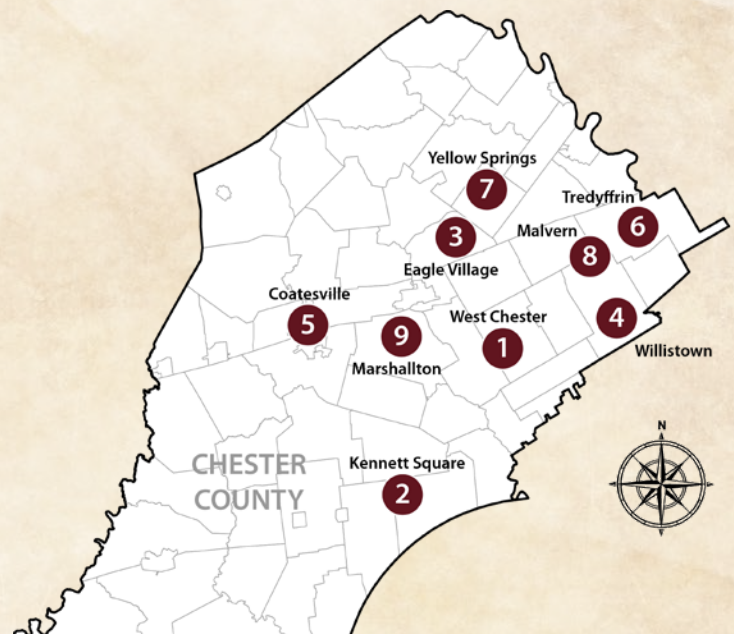 Yellow Springs
7
Tredyffrin
6
Malvern
8
3
Eagle Village
Coatesville
5
West Chester
1
4
Willistown
9
Marshallton
N
CHESTER
COUNTY
Kennett Square
2